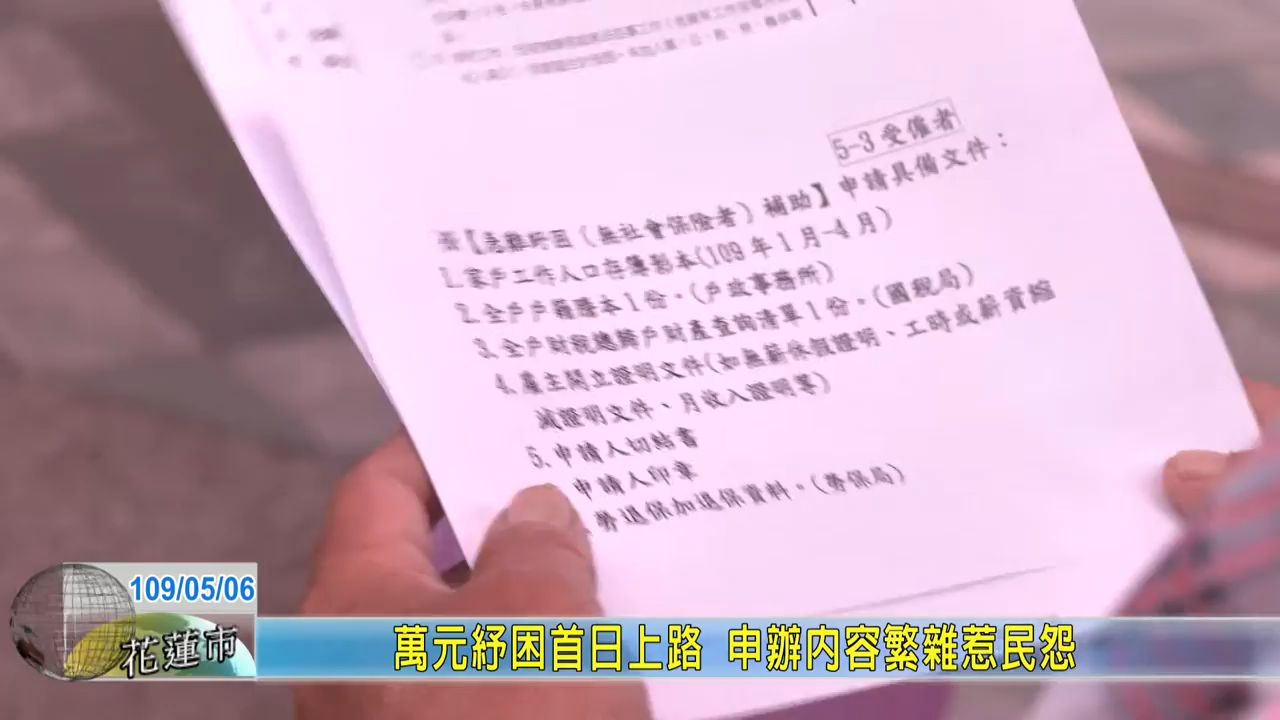 5-3 受僱者
※【急難紓困（無社會保險者）補助】申請具備文件：
1.家戶工作人口存簿影本(109年1月-4月)
2.全戶戶籍謄本1份。(戶政事務所)
3.全戶財稅總歸戶財產查詢清單1份。(國稅局)
4.雇主開立證明文件(如無薪休假證明、工時或薪資縮
減證明文件、月收入證明等)
5.申請人切結書
申請人印章
勞退保加退保資料。(勞保局)
109/05/06
花蓮市
萬元紓困首日上路 申辦內容繁雜惹民怨